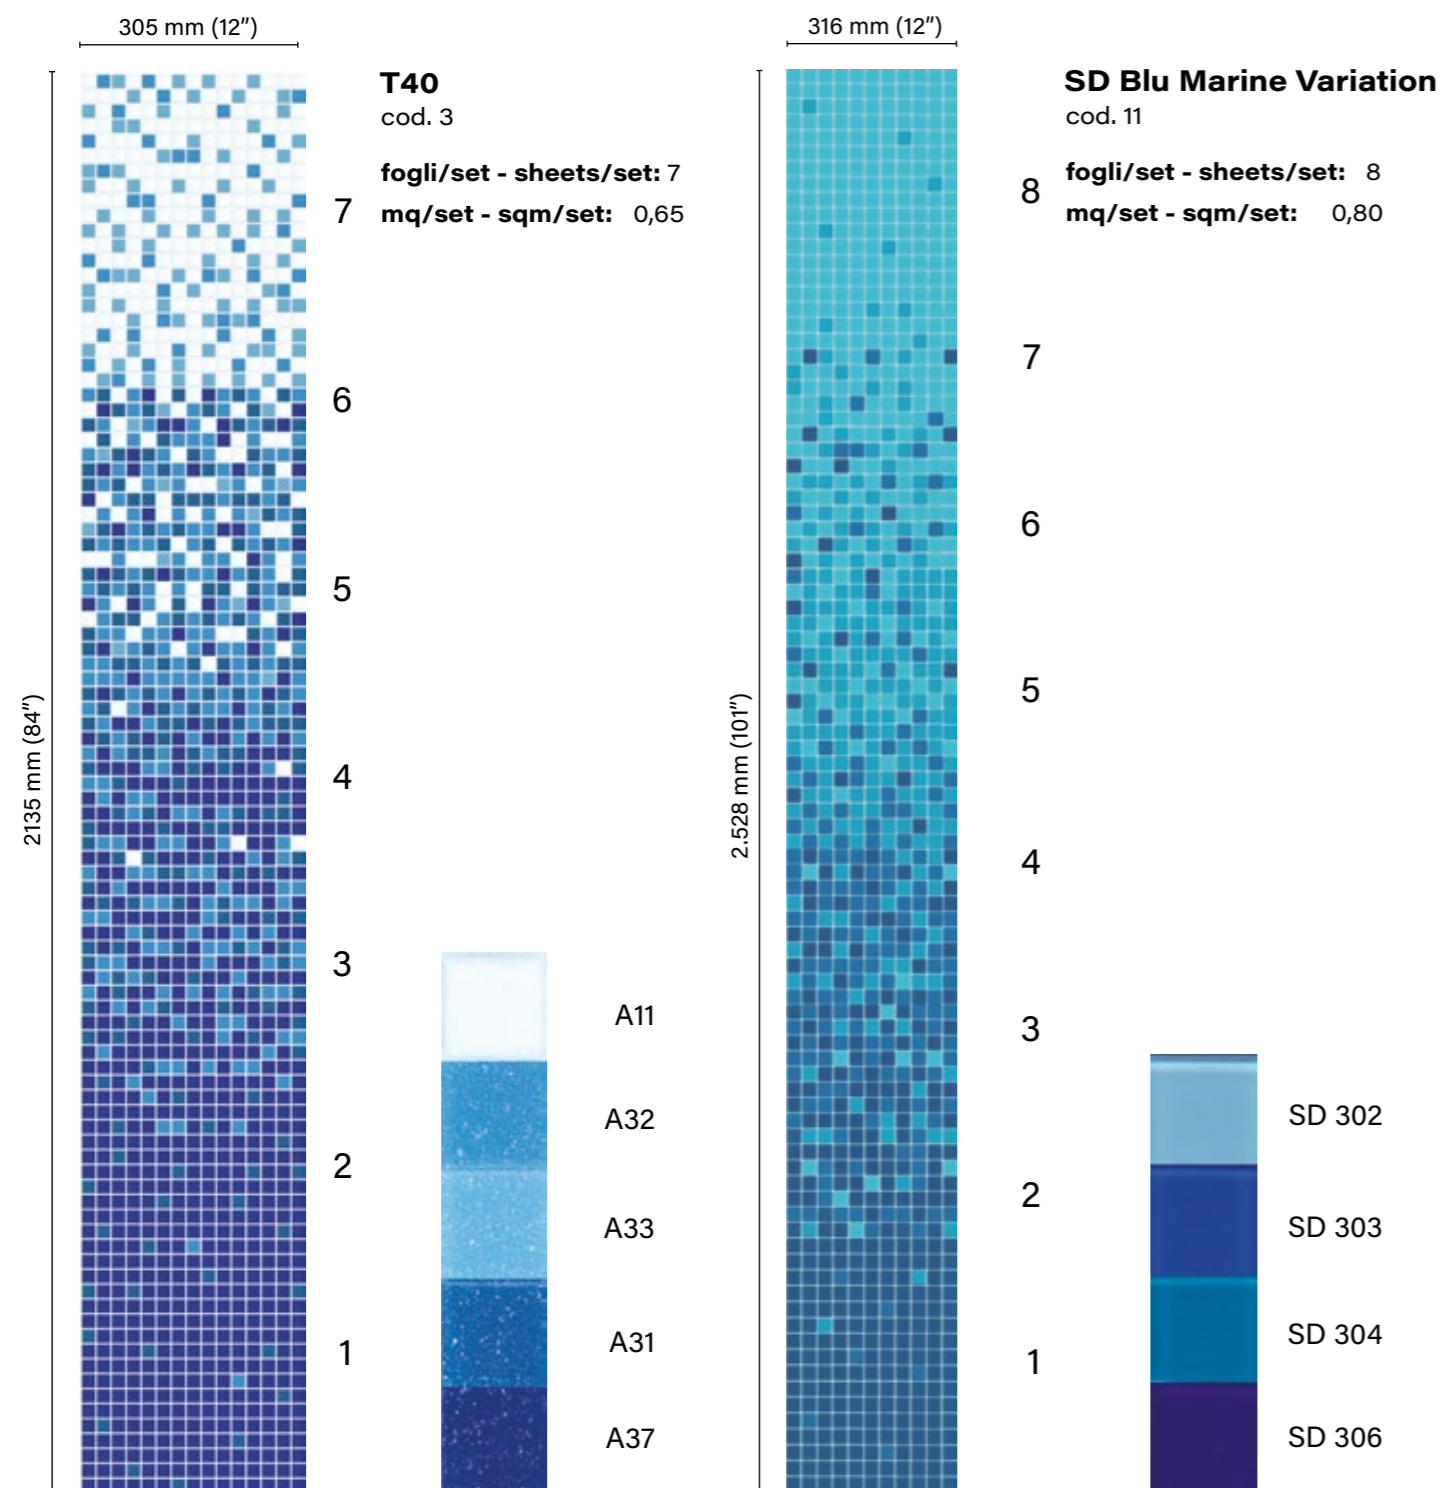 305 mm (12″)
T40
cod. 3
fogli/set - sheets/set: 7
mq/set - sqm/set: 0,65
7
6
5
4
3
2
1
2135 mm (84″)
A11
A32
A33
A31
A37
316 mm (12″)
SD Blu Marine Variation
cod. 11
fogli/set - sheets/set: 8
mq/set - sqm/set: 0,80
8
7
6
5
4
3
2
1
2.528 mm (101″)
SD 302
SD 303
SD 304
SD 306